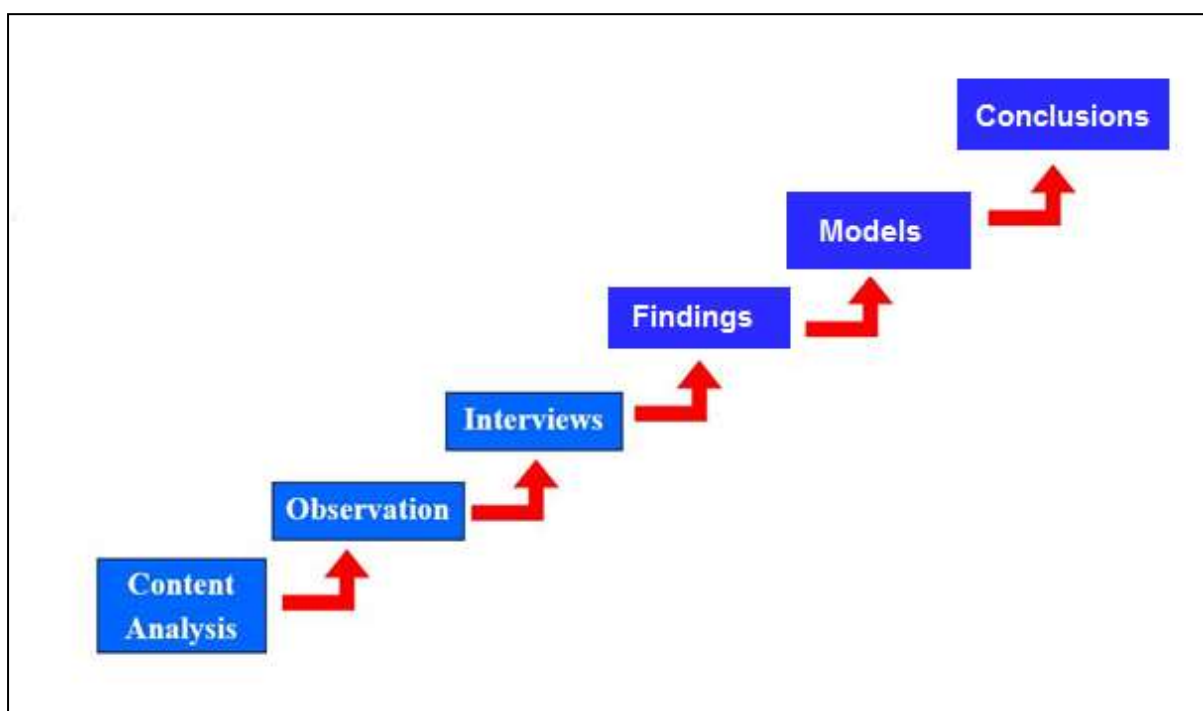 Conclusions
Models
Findings
Interviews
Observation
Content
Analysis